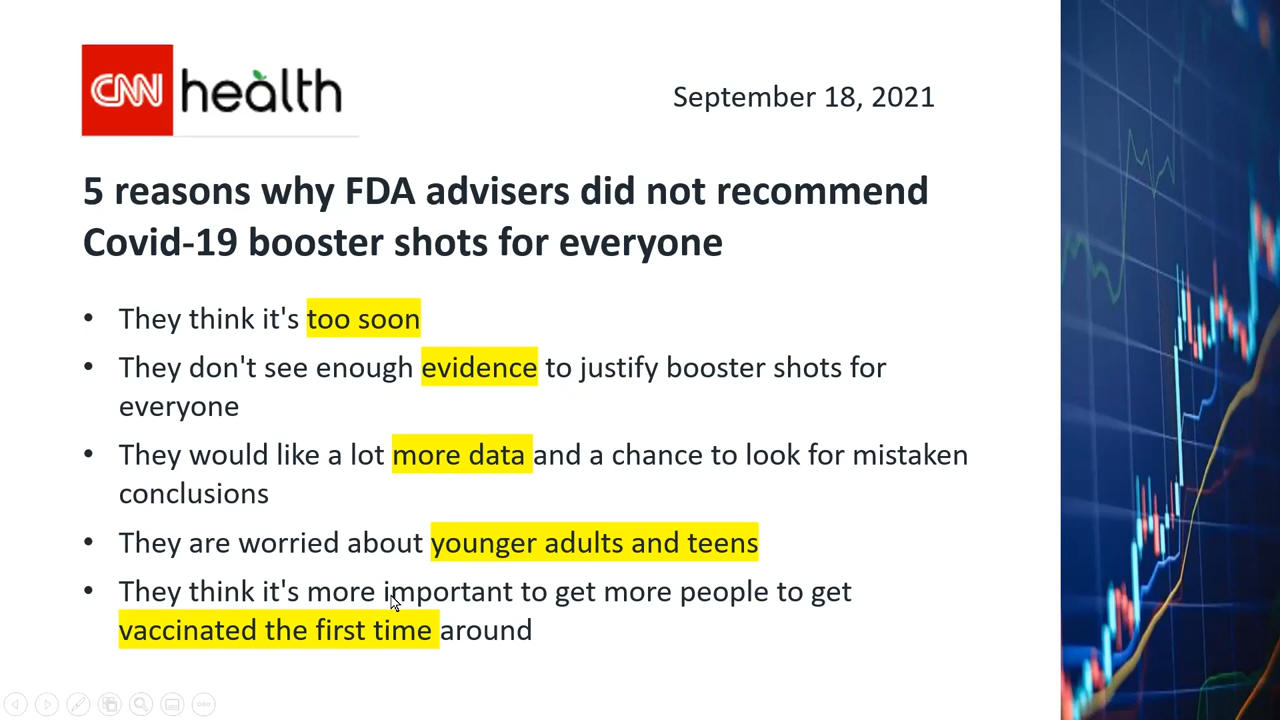 CNN health
September 18, 2021
5 reasons why FDA advisers did not recommend
Covid-19 booster shots for everyone
• They think it's too soon
• They don't see enough evidence to justify booster shots for
everyone
• They would like a lot more data and a chance to look for mistaken
conclusions
• They are worried about younger adults and teens
• They think it's more important to get more people to get
vaccinated the first time around